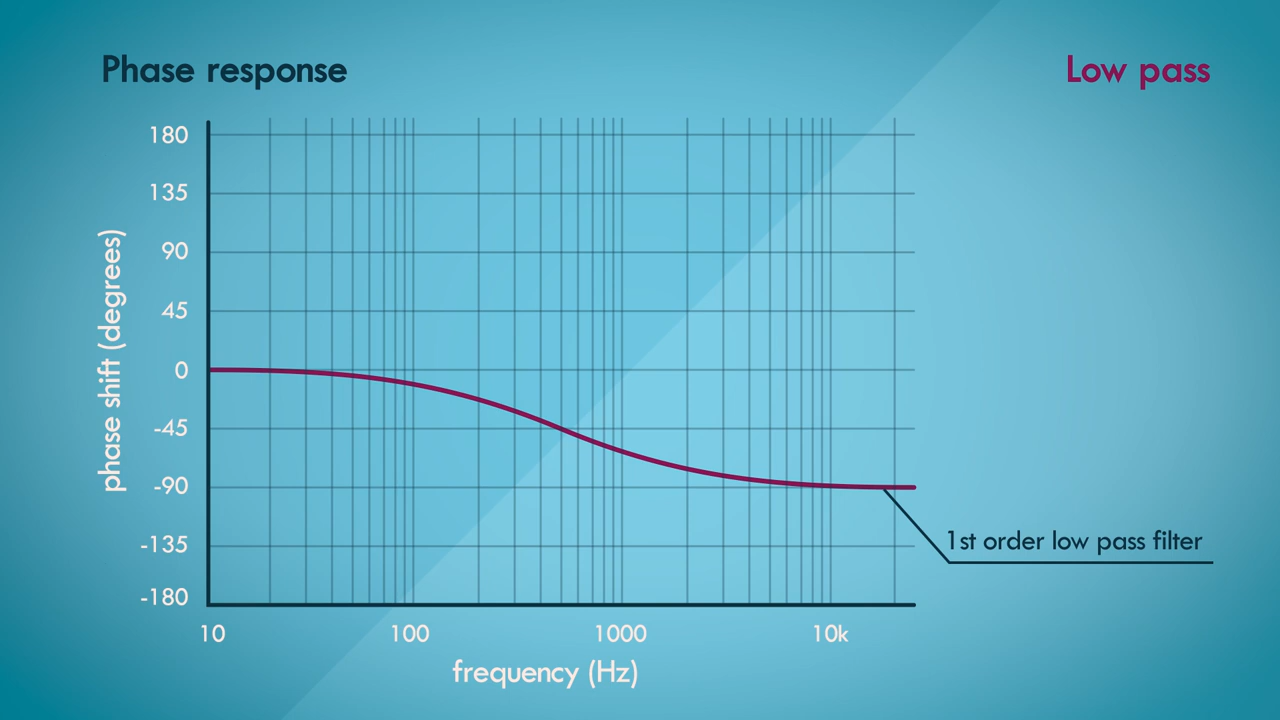 Phase response
Low pass
180
135
90
45
0
-45
-90
-135
-180
phase shift (degrees)
1st order low pass filter
10 100 1000 10k
frequency (Hz)